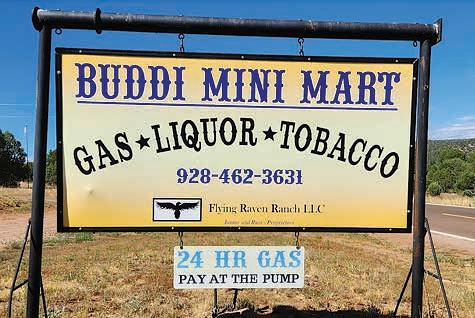 BUDDI MINI MART
GAS★LIQUOR★TOBACCO
928-462-3631
Flying Raven Ranch LLC
Proprietors
24 HR GAS
PAY AT THE PUMP